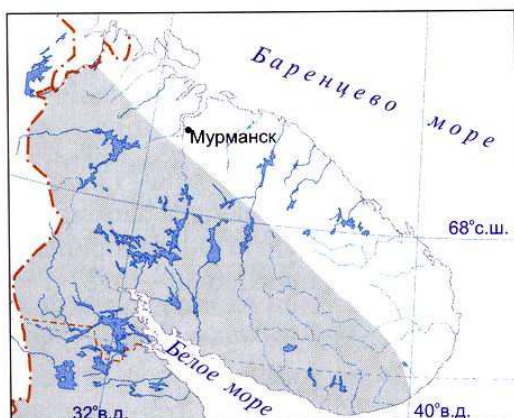 Баренцево море
Мурманск
68°с.ш.
Белое море
32°в.д.
40°в.д.